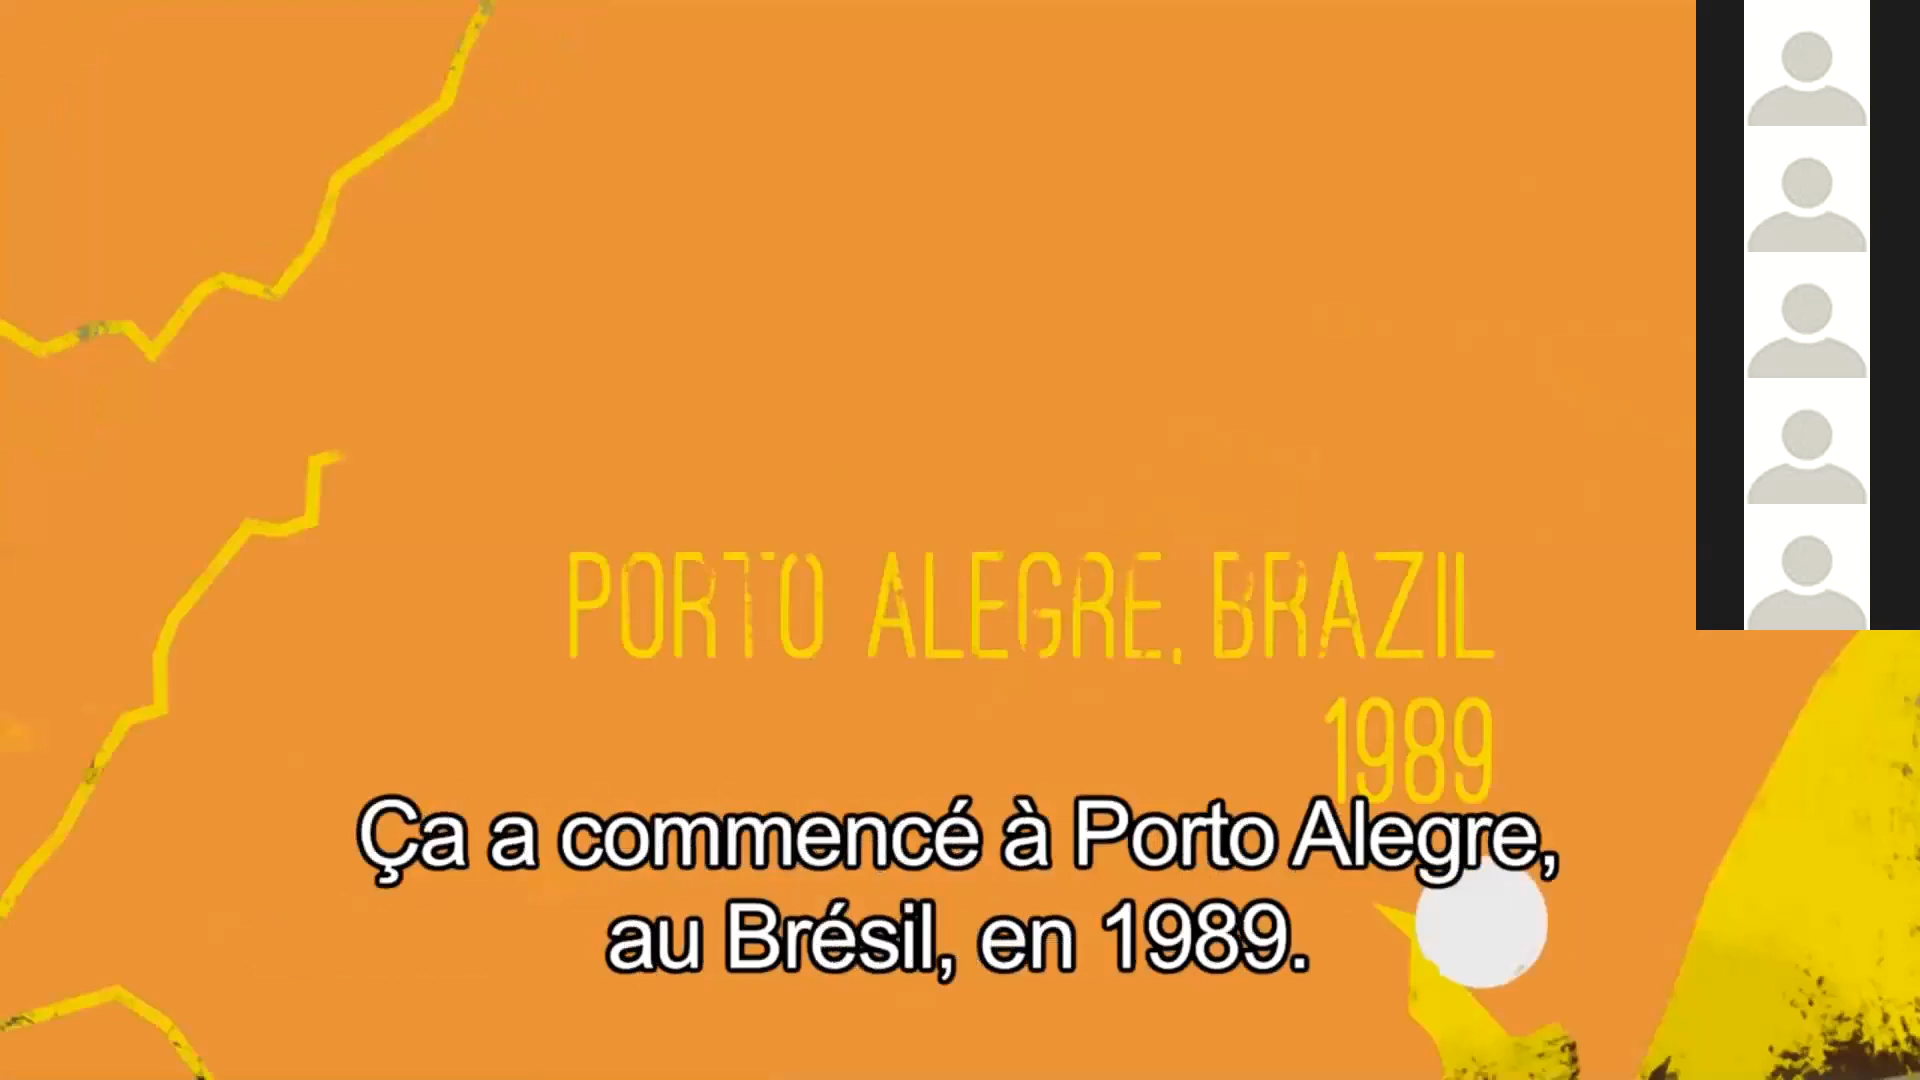 PORTO ALEGRE, BRAZIL
1989
Ça a commencé à Porto Alegre,
au Brésil, en 1989.